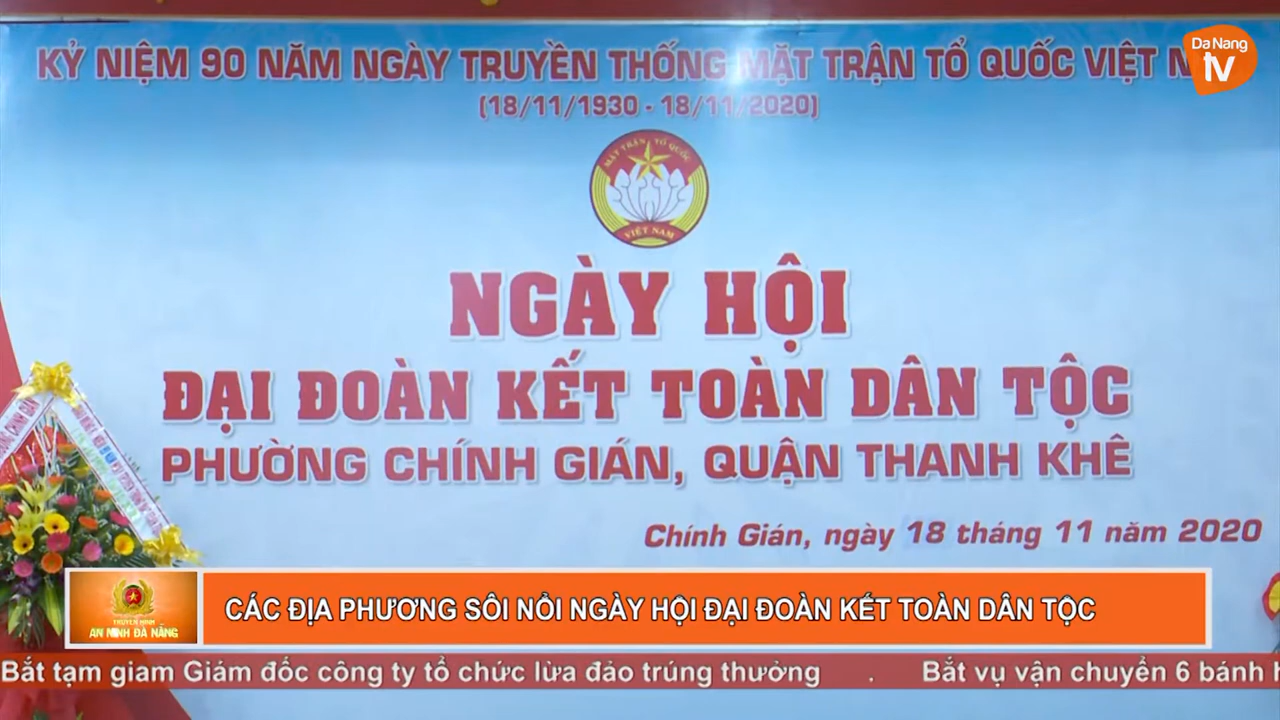 KỶ NIỆM 90 NĂM NGÀY TRUYỀN THỐNG MẶT TRẬN TỔ QUỐC VIỆT
Da Nang
TV
(18/11/1930 - 18/11/2020)
MẶT TRẬN TỔ QUỐC
VIỆT NAM
NGÀY HỘI
ĐẠI ĐOÀN KẾT TOÀN DÂN TỘC
PHƯỜNG CHÍNH GIÁN, QUẬN THANH KHÊ
Chính Gián, ngày 18 tháng 11 năm 2020
TRUYỀN HÌNH
AN NINH ĐÀ NẴNG
CÁC ĐỊA PHƯƠNG SÔI NỔI NGÀY HỘI ĐẠI ĐOÀN KẾT TOÀN DÂN TỘC
Bắt tạm giam Giám đốc công ty tổ chức lừa đảo trúng thưởng . Bắt vụ vận chuyển 6 bánh